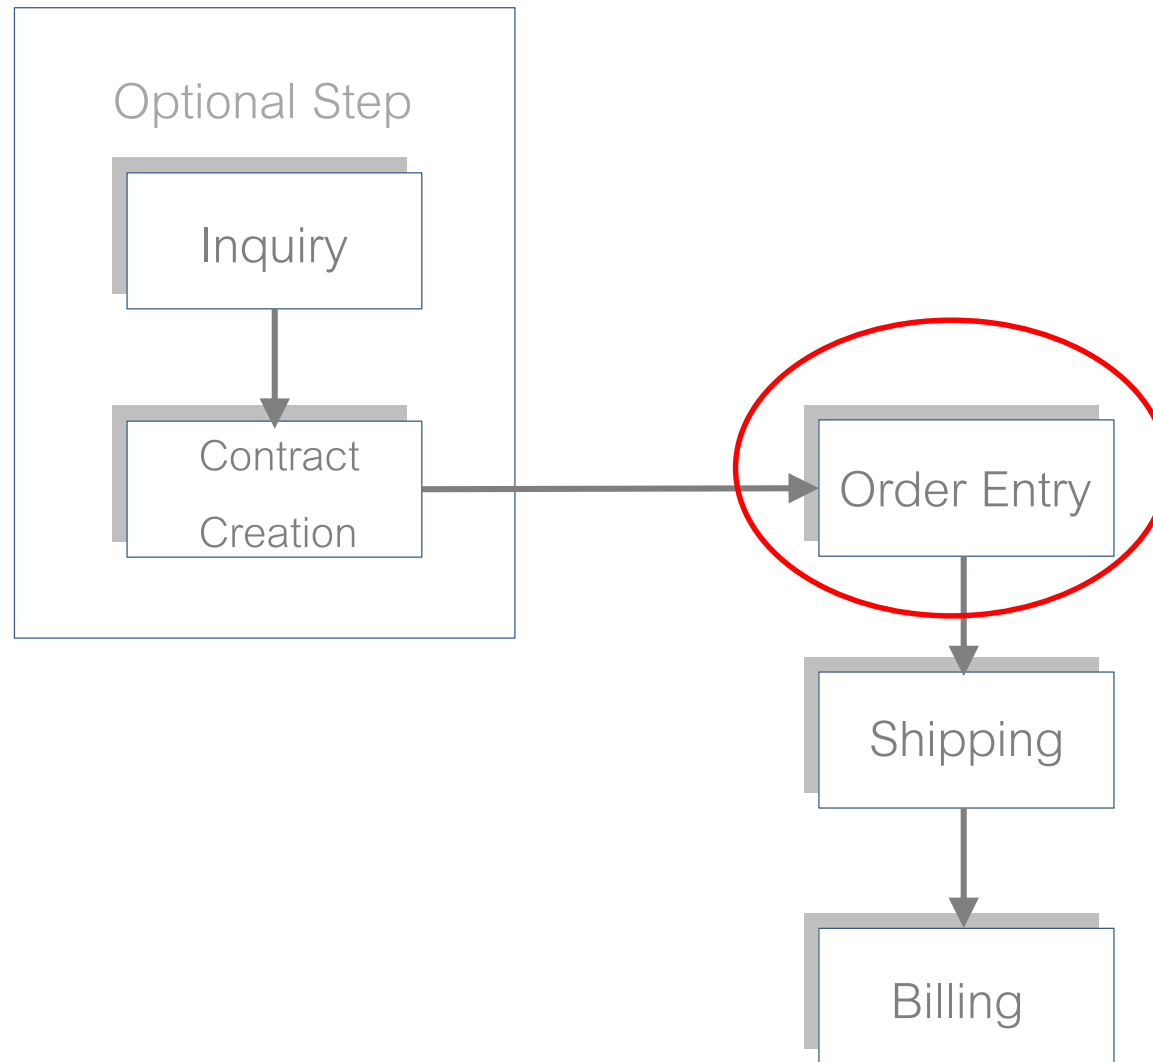 Optional Step
Inquiry
Contract
Creation
Order Entry
Shipping
Billing